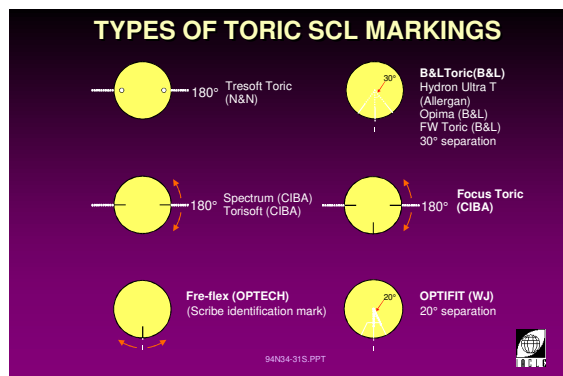 TYPES OF TORIC SCL MARKINGS
180°
Tresoft Toric
(N&N)
30°
B&LToric(B&L)
Hydron Ultra T
(Allergan)
Opima (B&L)
FW Toric (B&L)
30° separation
180°
Spectrum (CIBA)
Torisoft (CIBA)
180°
Focus Toric
(CIBA)
Fre-flex (OPTECH)
(Scribe identification mark)
20°
OPTIFIT (WJ)
20° separation
94N34-31S.PPT
IACLE